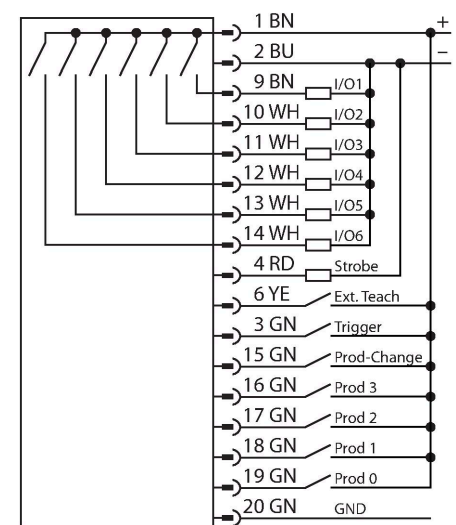 1 BN +
2 BU −
9 BN I/O1
10 WH I/O2
11 WH I/O3
12 WH I/O4
13 WH I/O5
14 WH I/O6
4 RD Strobe
6 YE Ext. Teach
3 GN Trigger
15 GN Prod-Change
16 GN Prod 3
17 GN Prod 2
18 GN Prod 1
19 GN Prod 0
20 GN GND